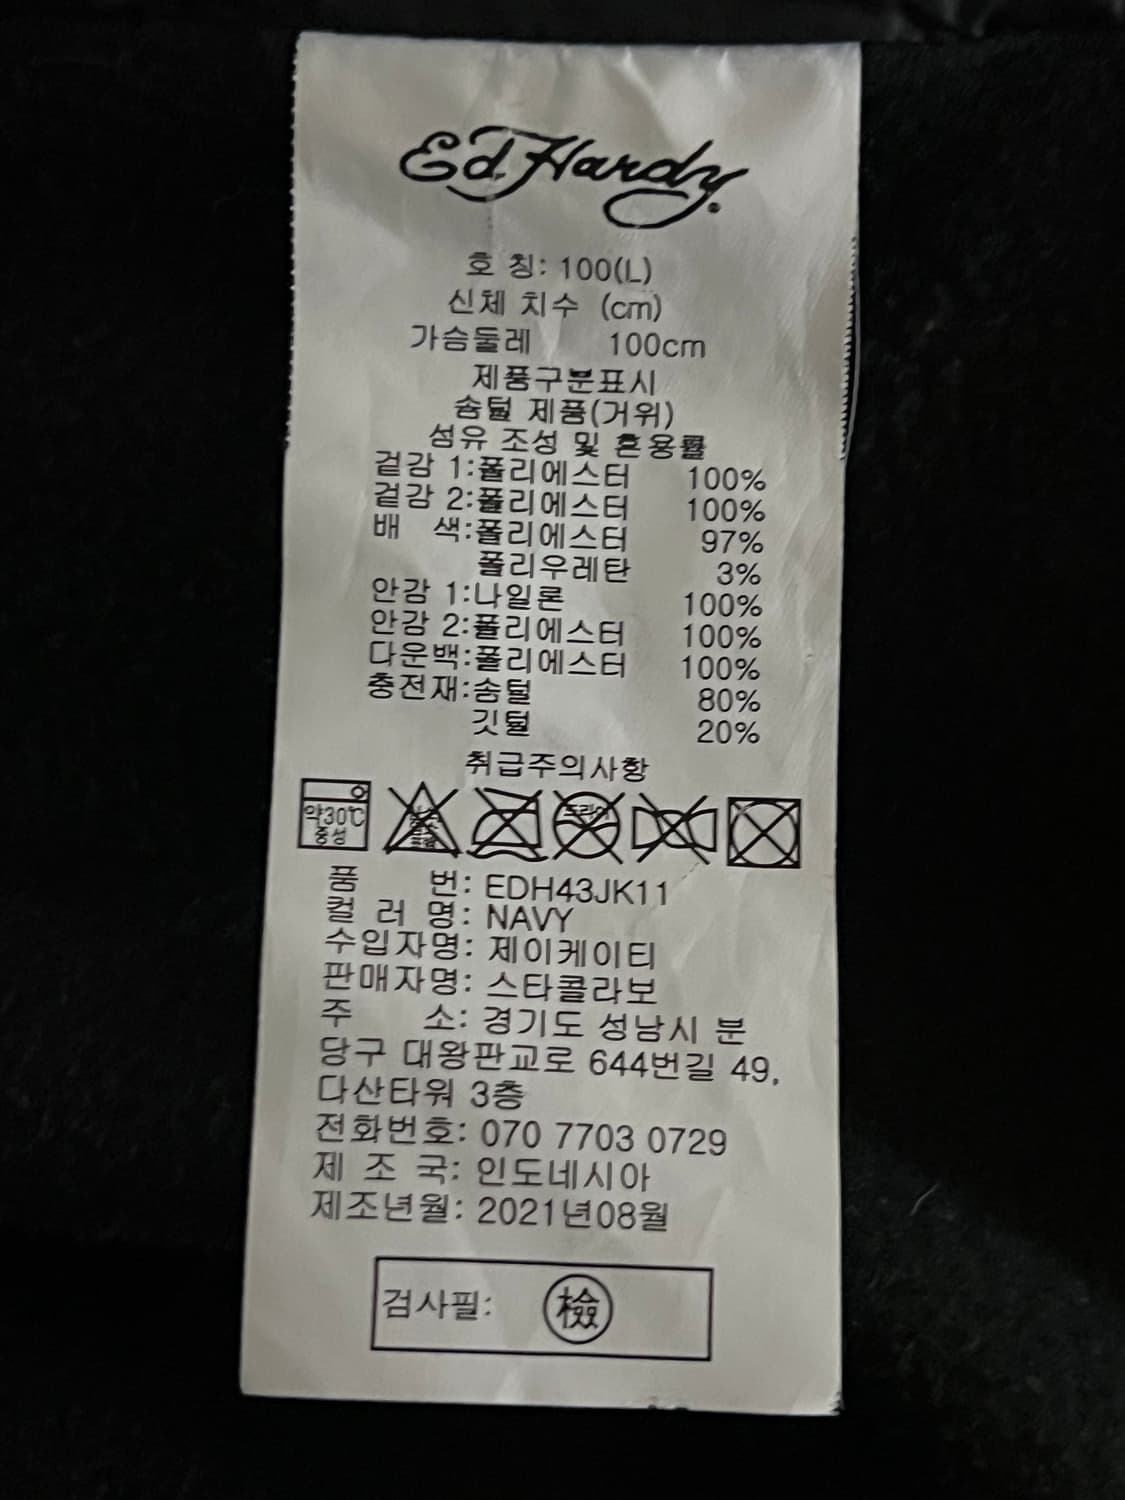 Ed Hardy
호 칭: 100(L)
신체 치수 (cm)
가슴둘레 100cm
제품구분표시
솜털 제품(거위)
섬유 조성 및 혼용률
겉감 1:폴리에스터 100%
겉감 2:폴리에스터 100%
배 색:폴리에스터 97%
폴리우레탄 3%
안감 1:나일론 100%
안감 2:폴리에스터 100%
다운백:폴리에스터 100%
충전재:솜털 80%
깃털 20%
취급주의사항
약30℃
중성
드라이
품 번: EDH43JK11
컬 러 명: NAVY
수입자명: 제이케이티
판매자명: 스타콜라보
주 소: 경기도 성남시 분
당구 대왕판교로 644번길 49,
다산타워 3층
전화번호: 070 7703 0729
제 조 국: 인도네시아
제조년월: 2021년08월
검사필: 檢